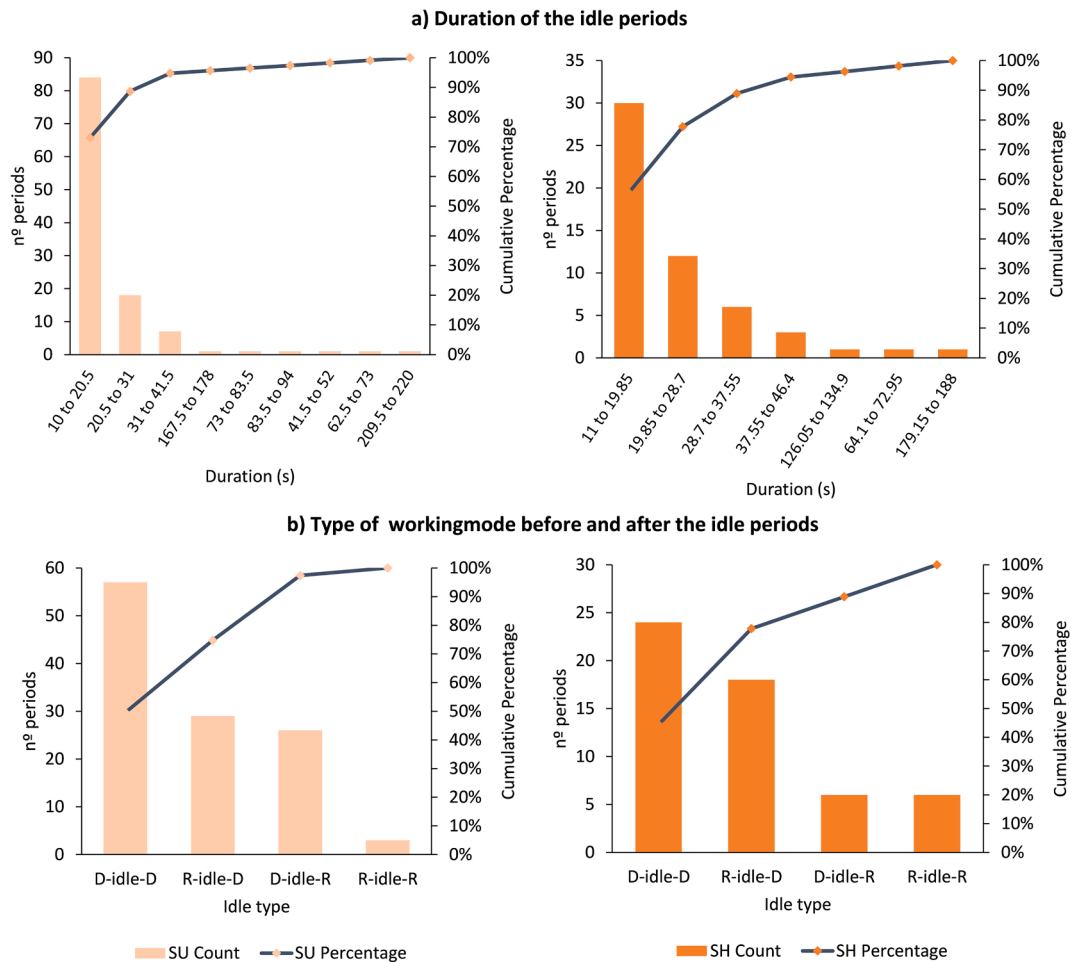 a) Duration of the idle periods
90
80
70
60
50
40
30
20
10
0
nº periods
100%
90%
80%
70%
60%
50%
40%
30%
20%
10%
0%
Cumulative Percentage
10 to 20.5
20.5 to 31
31 to 41.5
167.5 to 178
73 to 83.5
83.5 to 94
41.5 to 52
62.5 to 73
209.5 to 220
Duration (s)
35
30
25
20
15
10
5
0
nº periods
100%
90%
80%
70%
60%
50%
40%
30%
20%
10%
0%
Cumulative Percentage
11 to 19.85
19.85 to 28.7
28.7 to 37.55
37.55 to 46.4
126.05 to 134.9
64.1 to 72.95
179.15 to 188
Duration (s)
b) Type of workingmode before and after the idle periods
60
50
40
30
20
10
0
nº periods
100%
90%
80%
70%
60%
50%
40%
30%
20%
10%
0%
Cumulative Percentage
D-idle-D R-idle-D D-idle-R R-idle-R
Idle type
SU Count SU Percentage
30
25
20
15
10
5
0
nº periods
100%
90%
80%
70%
60%
50%
40%
30%
20%
10%
0%
Cumulative Percentage
D-idle-D R-idle-D D-idle-R R-idle-R
Idle type
SH Count SH Percentage